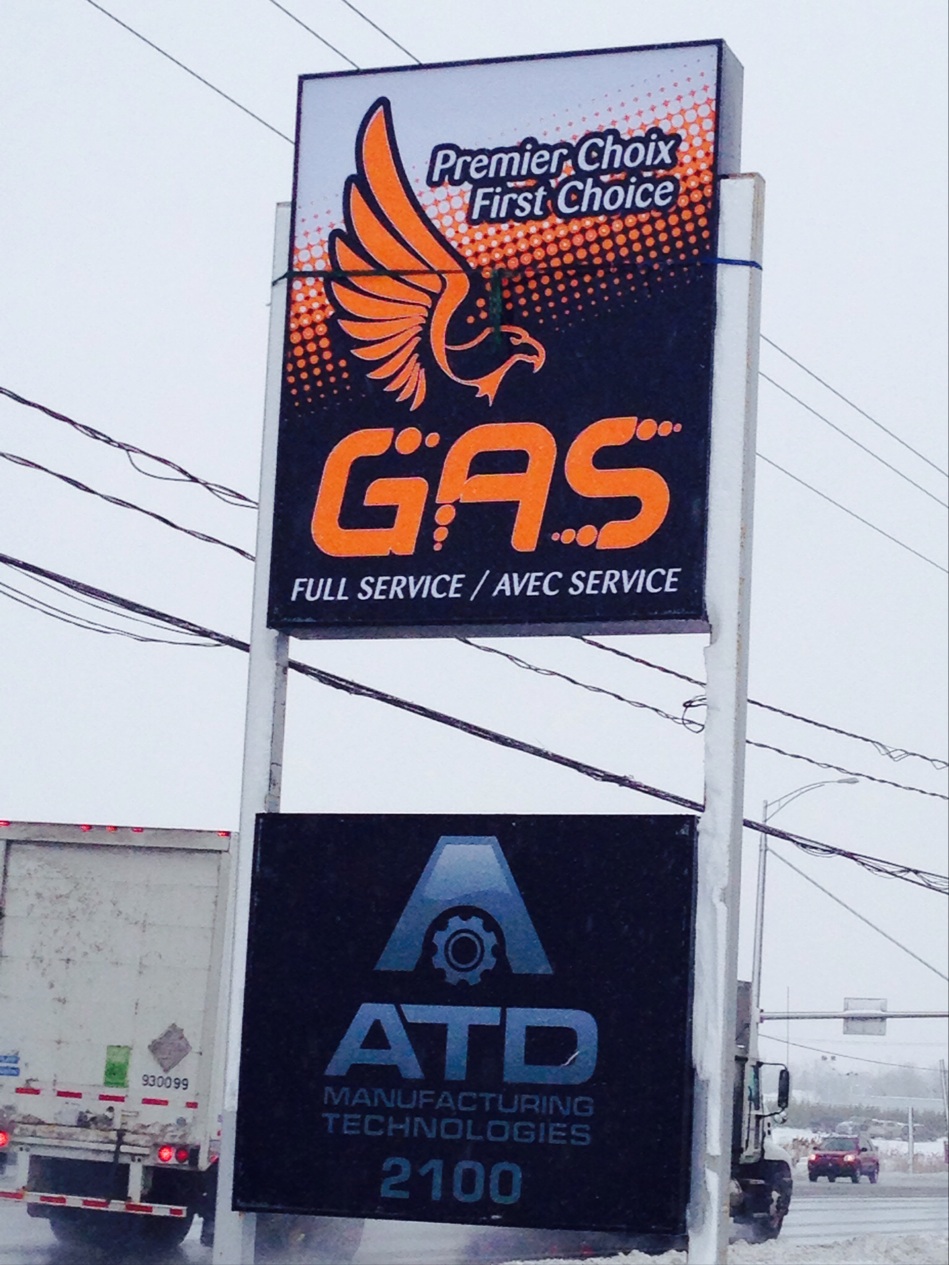 Premier Choix
First Choice
GAS
FULL SERVICE / AVEC SERVICE
ATD
MANUFACTURING
TECHNOLOGIES
2100
930099